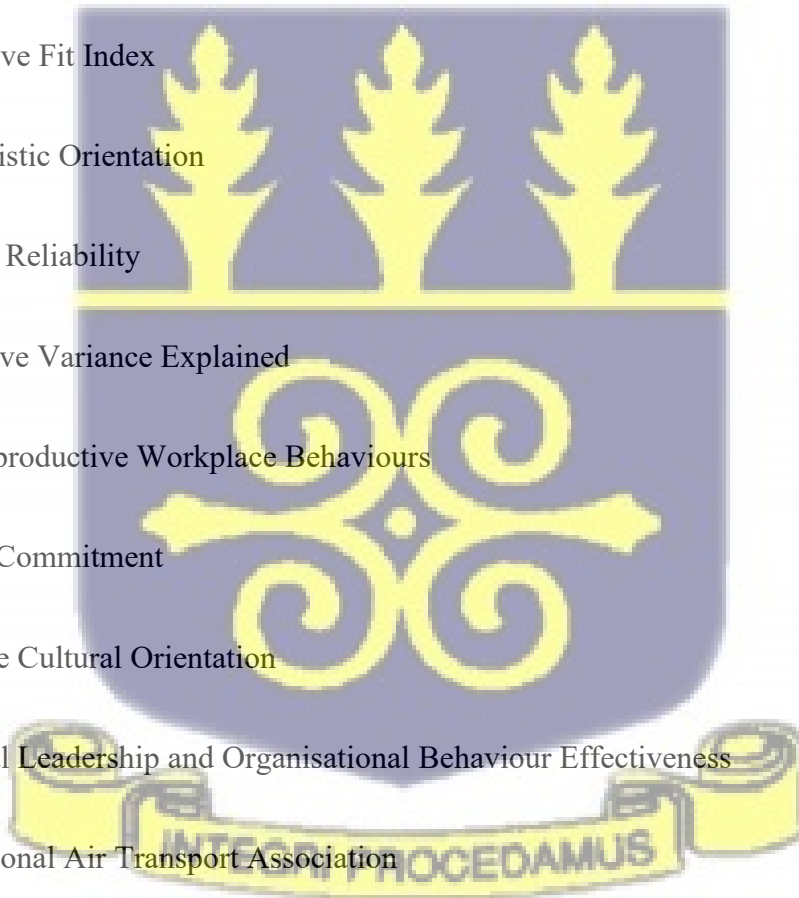 ve Fit Index
istic Orientation
Reliability
ve Variance Explained
productive Workplace Behaviours
Commitment
e Cultural Orientation
l Leadership and Organisational Behaviour Effectiveness
onal Air Transport Association
INTEGRI PROCEDAMUS